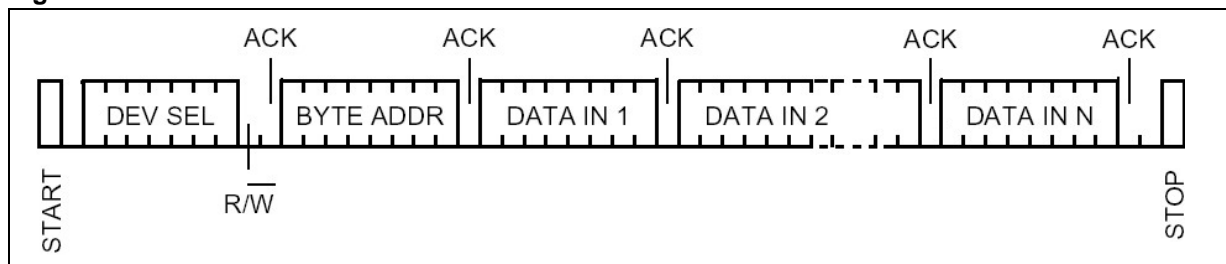 ACK ACK ACK ACK ACK
DEV SEL BYTE ADDR DATA IN 1 DATA IN 2 DATA IN N
R/W̅
START
STOP